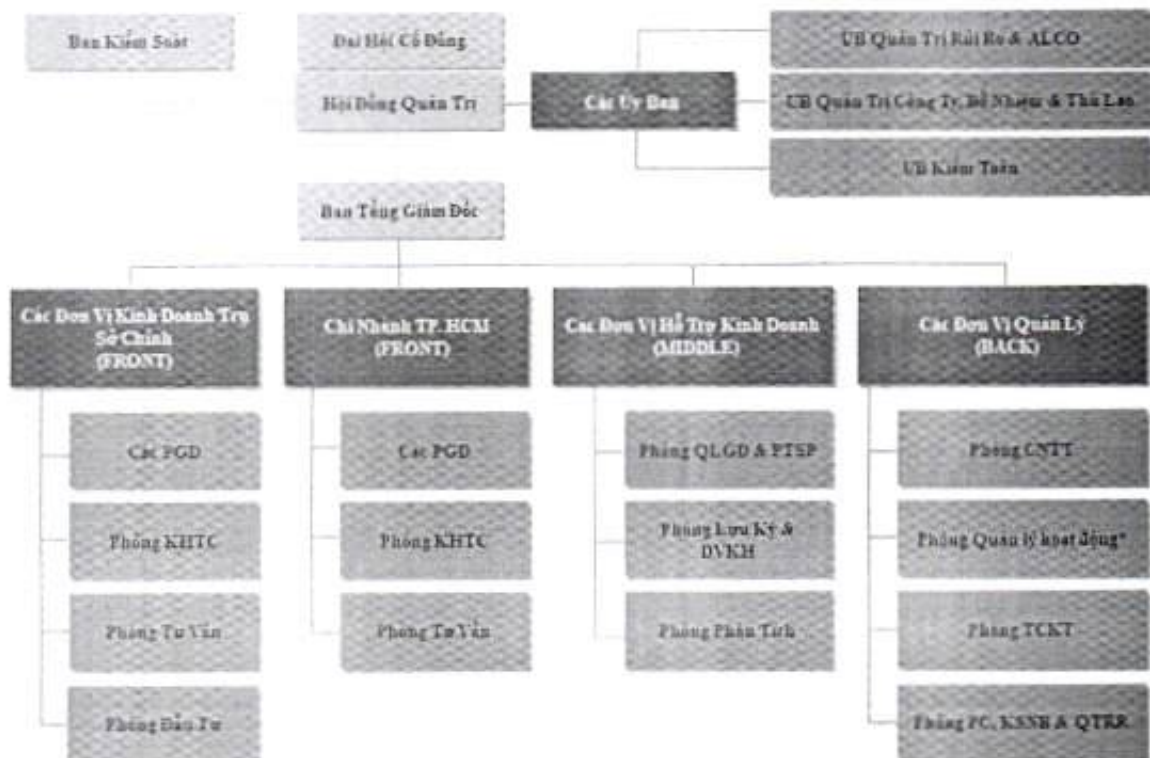 Ban Kiểm Soát
Đại Hội Cổ Đông
Hội Đồng Quản Trị
Các Ủy Ban
UB Quản Trị Rủi Ro & ALCO
UB Quản Trị Công Ty, Bổ Nhiệm & Thù Lao
UB Kiểm Toán
Ban Tổng Giám Đốc
Các Đơn Vị Kinh Doanh Trụ
Sở Chính
(FRONT)
Các PGD
Phòng KHTC
Phòng Tư Vấn
Phòng Đầu Tư
Chi Nhánh TP. HCM
(FRONT)
Các PGD
Phòng KHTC
Phòng Tư Vấn
Các Đơn Vị Hỗ Trợ Kinh Doanh
(MIDDLE)
Phòng QLGD & PTSP
Phòng Lưu Ký &
DVKH
Phòng Phân Tích
Các Đơn Vị Quản Lý
(BACK)
Phòng CNTT
Phòng Quản lý hoạt động*
Phòng TCKT
Phòng PC, KSNB & QTRR